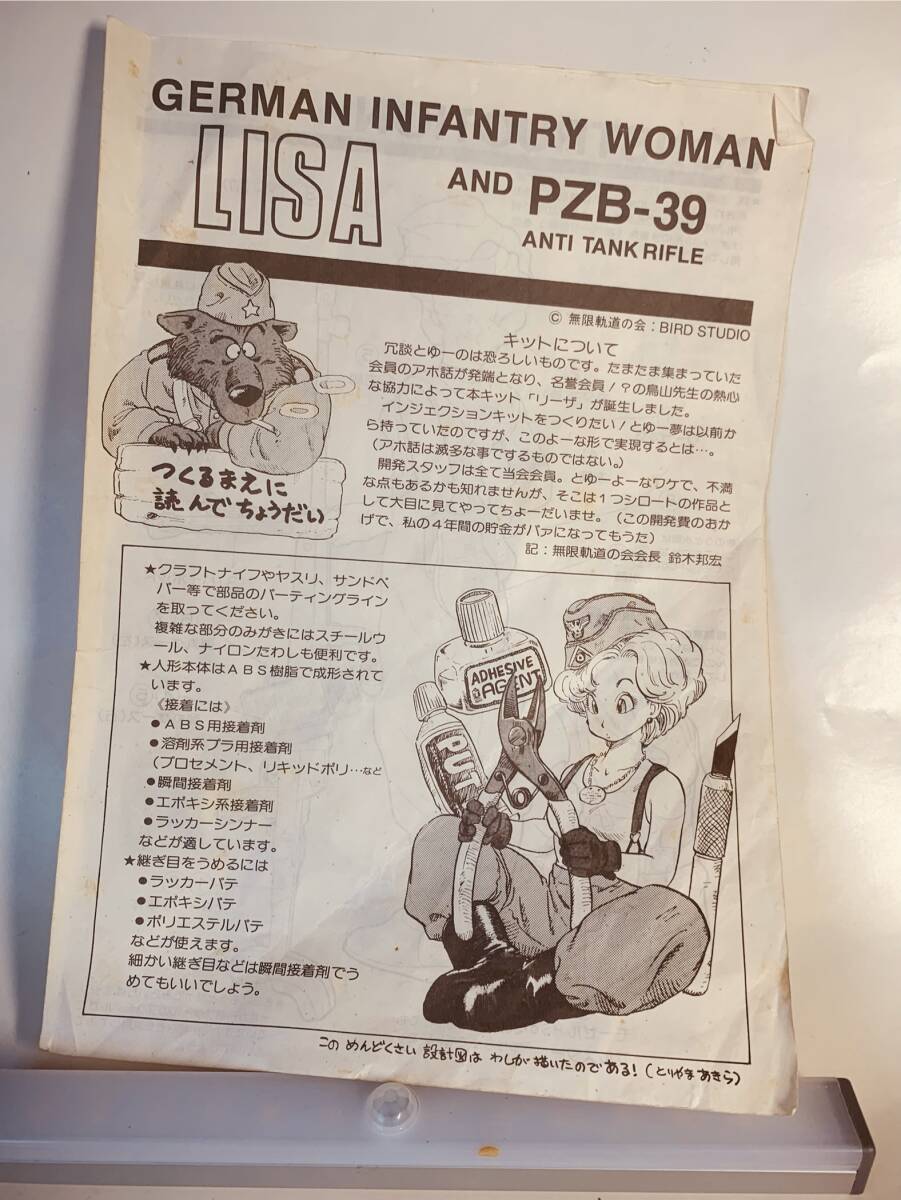 GERMAN INFANTRY WOMAN
LISA
AND PZB-39
ANTI TANK RIFLE
© 無限軌道の会：BIRD STUDIO
キットについて
冗談とゆーのは恐ろしいものです。たまたま集まっていた
会員のアホ話が発端となり、名誉会員！？の鳥山先生の熱心
な協力によって本キット「リーザ」が誕生しました。
インジェクションキットをつくりたい！とゆー夢は以前か
ら持っていたのですが、このよーな形で実現するとは…。
（アホ話は滅多な事でするものではない。）
開発スタッフは全て当会会員。とゆーよーなワケで、不満
な点もあるかも知れませんが、そこは１つシロートの作品と
して大目に見てやってちょーだいませ。（この開発費のおか
げで、私の４年間の貯金がパァになってもうた）
記：無限軌道の会会長 鈴木邦宏
つくるまえに
読んでちょうだい
★クラフトナイフやヤスリ、サンドペ
パー等で部品のパーティングライン
を取ってください。
複雑な部分のみがきにはスチールウ
ール、ナイロンたわしも便利です。
★人形本体はＡＢＳ樹脂で成形されて
います。
《接着には》
●ＡＢＳ用接着剤
●溶剤系プラ用接着剤
（プロセメント、リキッドポリ…など
●瞬間接着剤
●エポキシ系接着剤
●ラッカーシンナー
などが適しています。
★継ぎ目をうめるには
●ラッカーパテ
●エポキシパテ
●ポリエステルパテ
などが使えます。
細かい継ぎ目などは瞬間接着剤でう
めてもいいでしょう。
ADHESIVE
AGENT
PUT
このめんどくさい設計図は わしが描いたのである！（とりやまあきら）